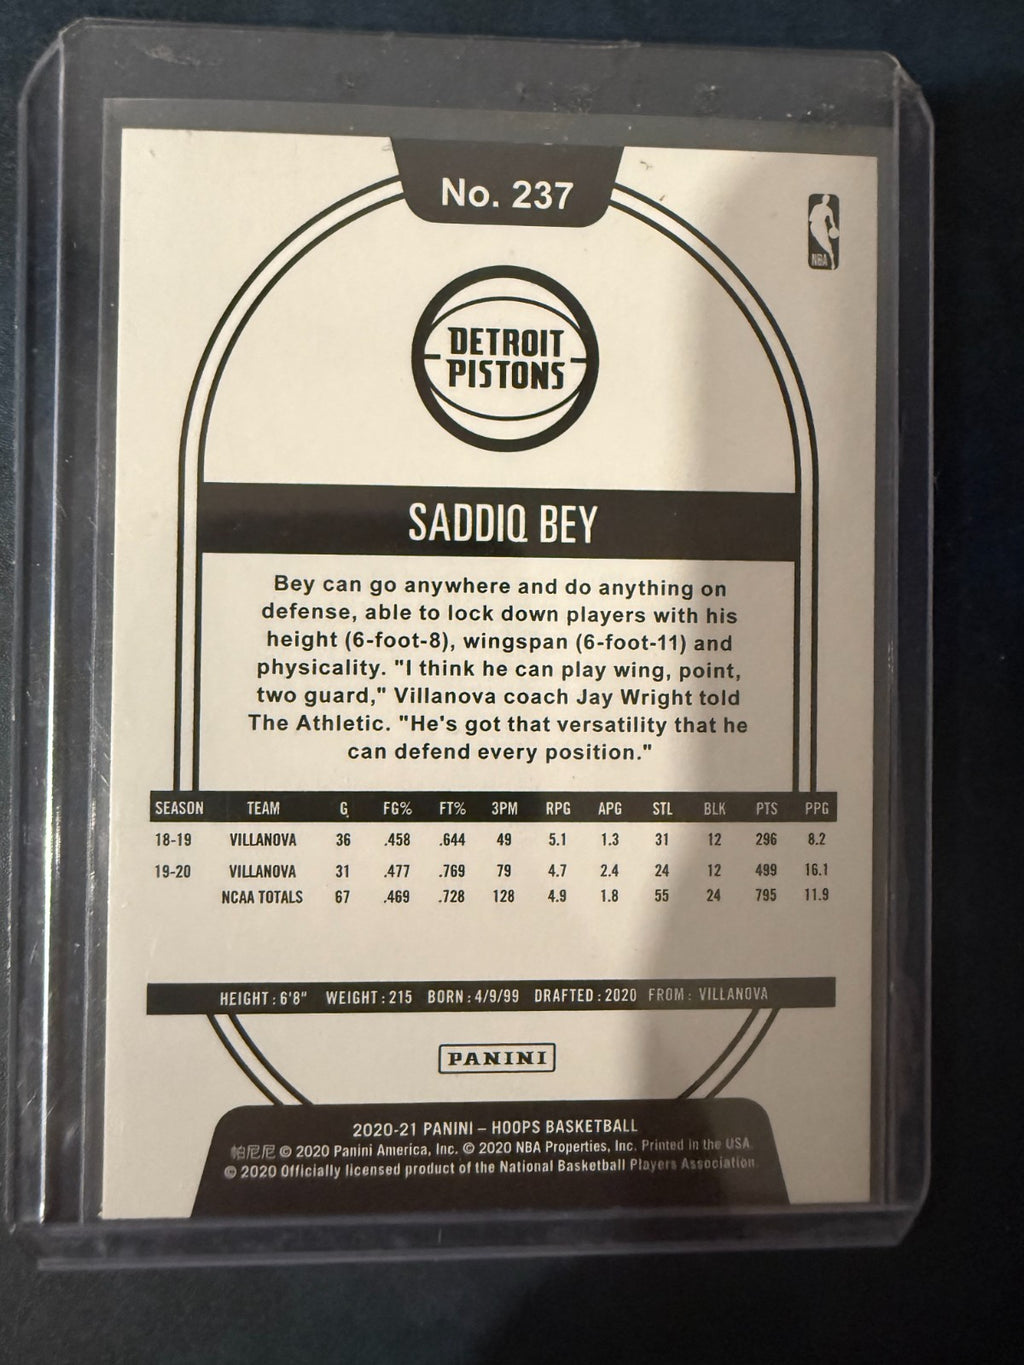 No. 237
NBA
DETROIT
PISTONS
SADDIQ BEY
Bey can go anywhere and do anything on
defense, able to lock down players with his
height (6-foot-8), wingspan (6-foot-11) and
physicality. "I think he can play wing, point,
two guard," Villanova coach Jay Wright told
The Athletic. "He's got that versatility that he
can defend every position."
SEASON TEAM G FG% FT% 3PM RPG APG STL BLK PTS PPG
18-19 VILLANOVA 36 .458 .644 49 5.1 1.3 31 12 296 8.2
19-20 VILLANOVA 31 .477 .769 79 4.7 2.4 24 12 499 16.1
NCAA TOTALS 67 .469 .728 128 4.9 1.8 55 24 795 11.9
HEIGHT: 6'8" WEIGHT: 215 BORN: 4/9/99 DRAFTED: 2020 FROM: VILLANOVA
PANINI
2020-21 PANINI – HOOPS BASKETBALL
帕尼尼 © 2020 Panini America, Inc. © 2020 NBA Properties, Inc. Printed in the USA.
© 2020 Officially licensed product of the National Basketball Players Association